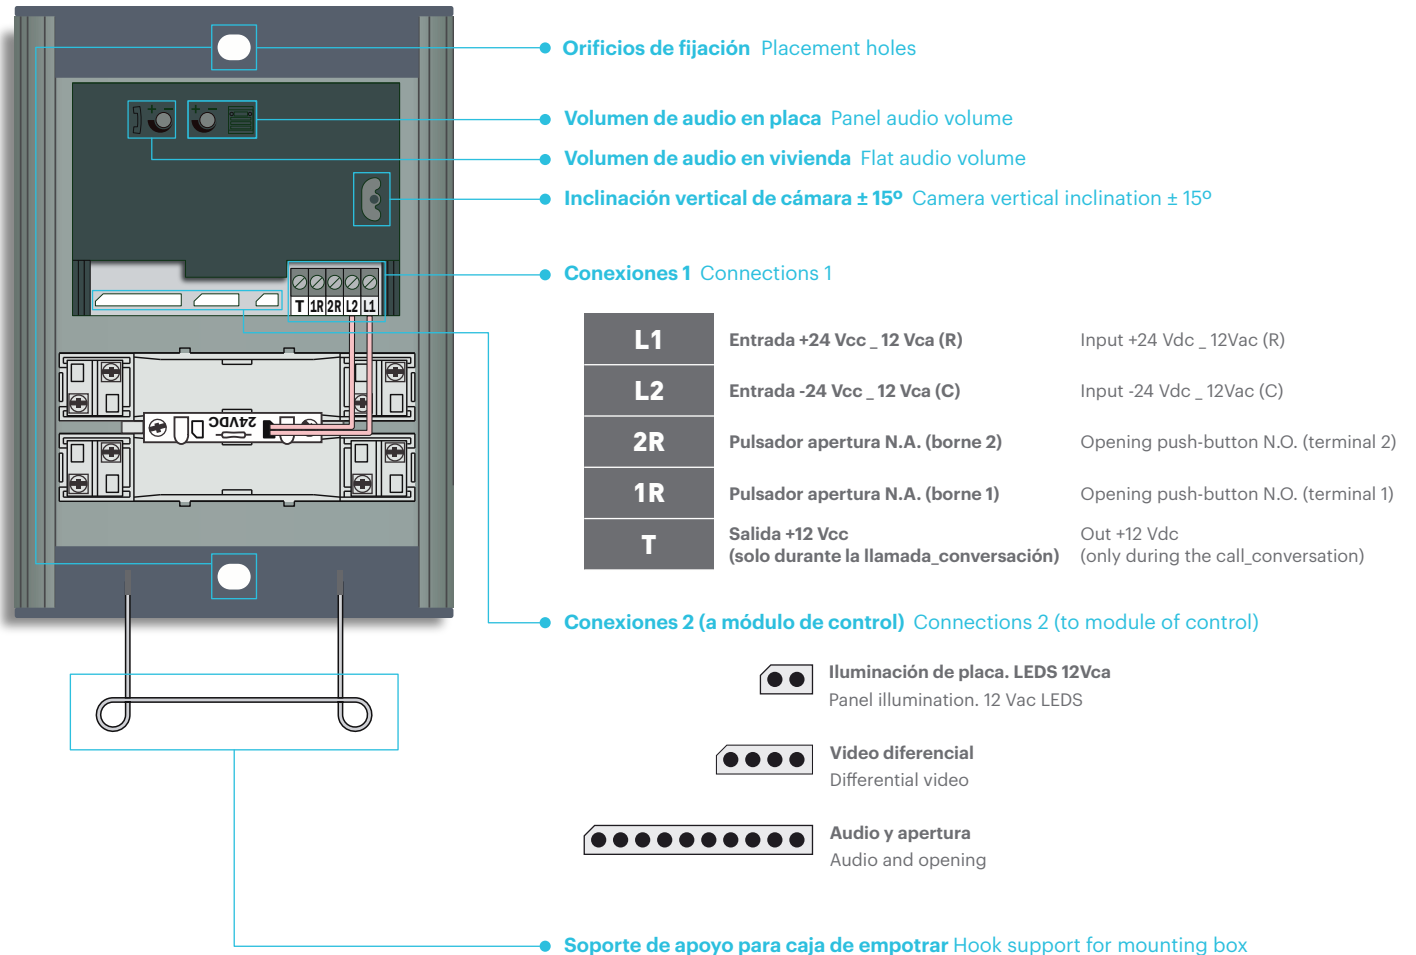 Orificios de fijación Placement holes
+ - + -
Volumen de audio en placa Panel audio volume
Volumen de audio en vivienda Flat audio volume
Inclinación vertical de cámara ± 15º Camera vertical inclination ± 15º
Conexiones 1 Connections 1
T 1R 2R L2 L1
L1 Entrada +24 Vcc _ 12 Vca (R) Input +24 Vdc _ 12Vac (R)
L2 Entrada -24 Vcc _ 12 Vca (C) Input -24 Vdc _ 12Vac (C)
24VDC
2R Pulsador apertura N.A. (borne 2) Opening push-button N.O. (terminal 2)
1R Pulsador apertura N.A. (borne 1) Opening push-button N.O. (terminal 1)
T Salida +12 Vcc Out +12 Vdc
(solo durante la llamada_conversación) (only during the call_conversation)
Conexiones 2 (a módulo de control) Connections 2 (to module of control)
Iluminación de placa. LEDS 12Vca
Panel illumination. 12 Vac LEDS
Video diferencial
Differential video
Audio y apertura
Audio and opening
Soporte de apoyo para caja de empotrar Hook support for mounting box